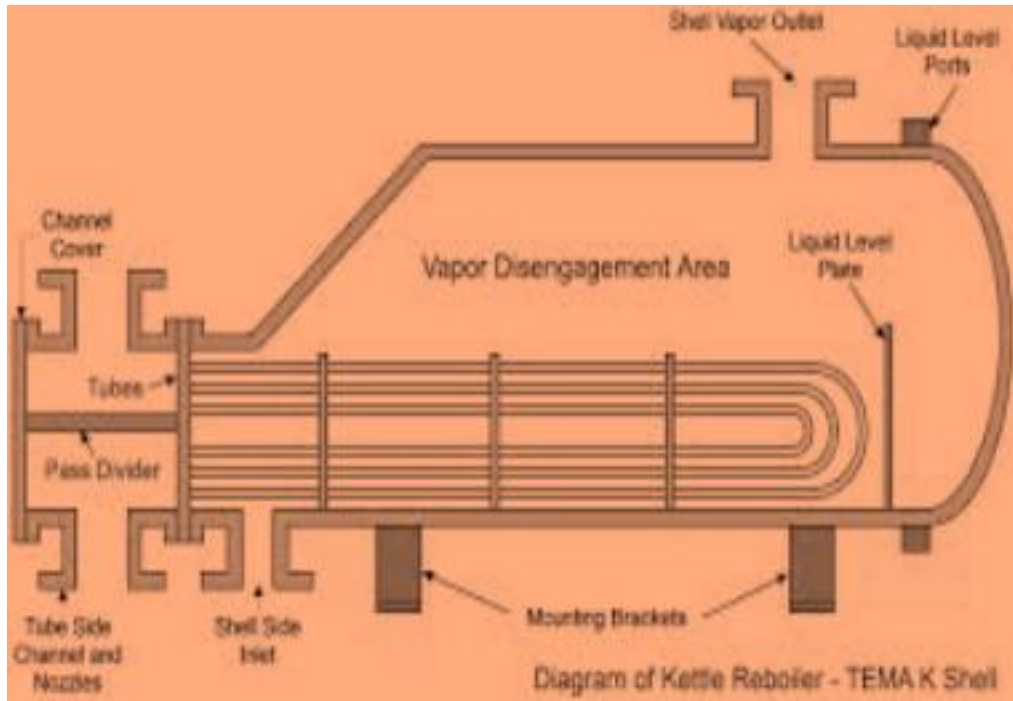 Shell Vapor Outlet
Liquid Level
Ports
Channel
Cover
Vapor Disengagement Area
Liquid Level
Plate
Tubes
Pass Divider
Mounting Brackets
Tube Side
Channel and
Nozzles
Shell Side
Inlet
Diagram of Kettle Reboiler - TEMA K Shell